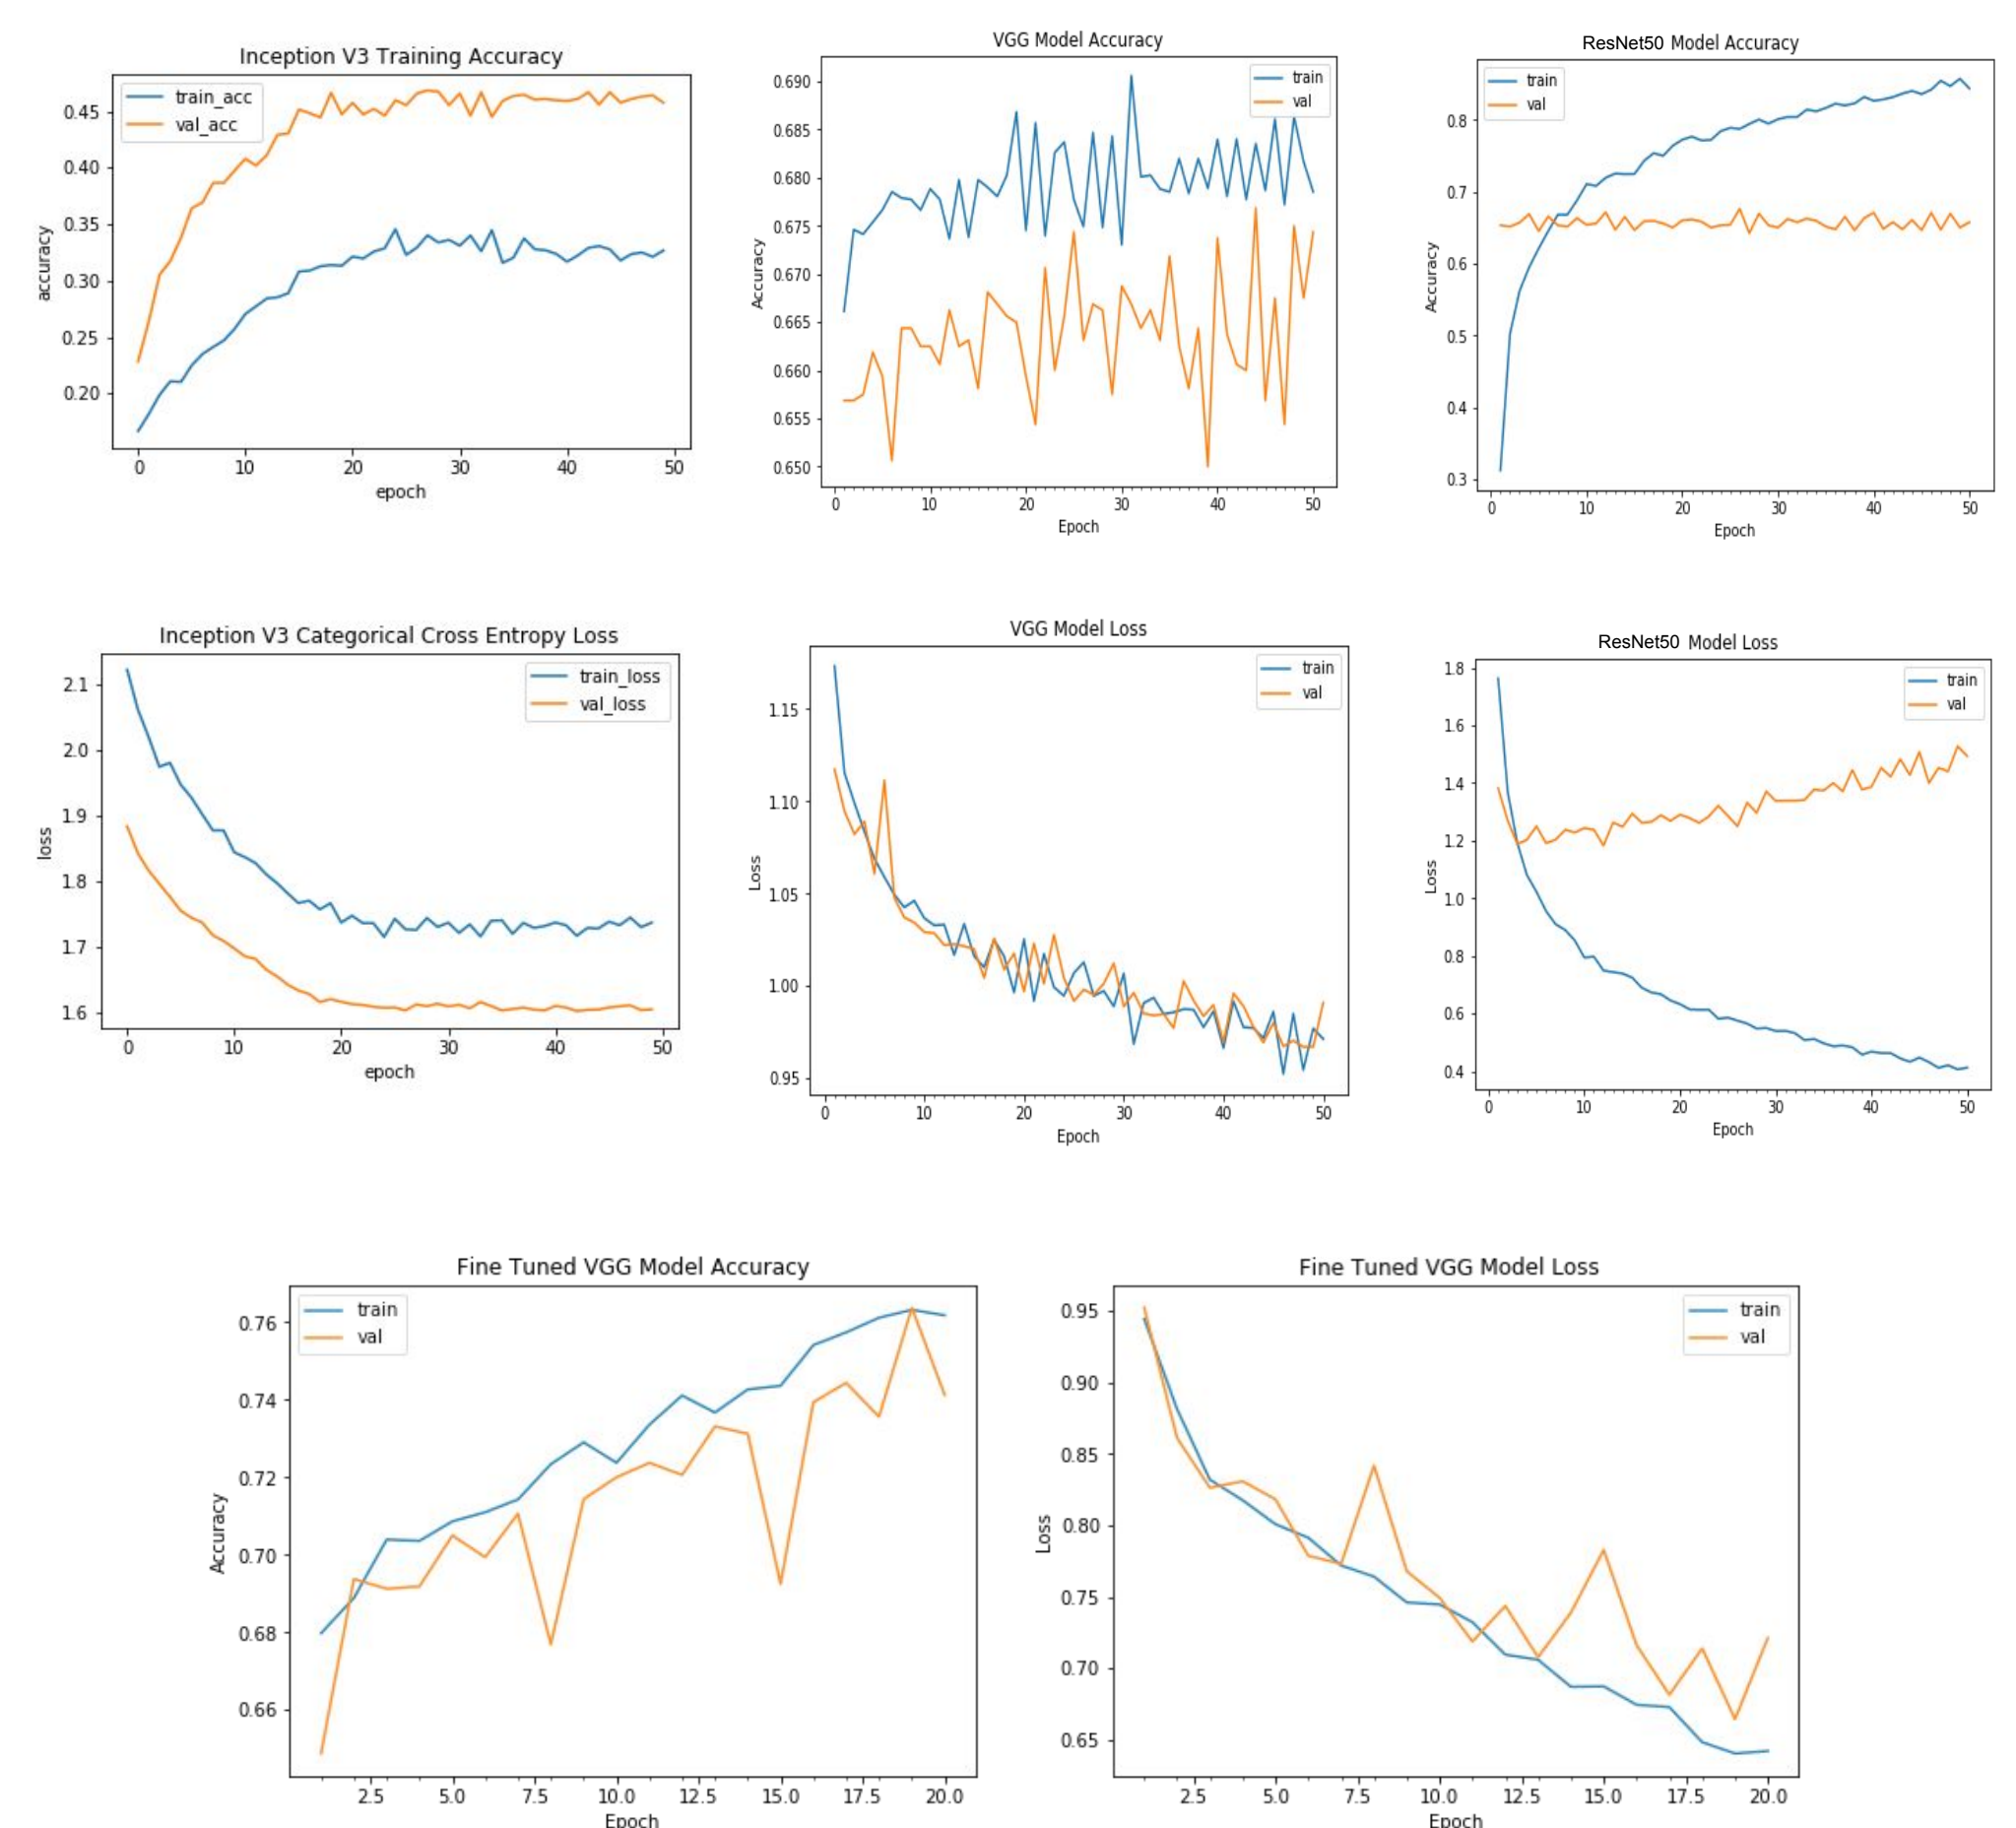 Inception V3 Training Accuracy
train_acc
val_acc
0.45
0.40
0.35
0.30
0.25
0.20
accuracy
0 10 20 30 40 50
epoch
VGG Model Accuracy
train
val
0.690
0.685
0.680
0.675
0.670
0.665
0.660
0.655
0.650
Accuracy
0 10 20 30 40 50
Epoch
ResNet50 Model Accuracy
train
val
0.8
0.7
0.6
0.5
0.4
0.3
Accuracy
0 10 20 30 40 50
Epoch
Inception V3 Categorical Cross Entropy Loss
train_loss
val_loss
2.1
2.0
1.9
1.8
1.7
1.6
loss
0 10 20 30 40 50
epoch
VGG Model Loss
train
val
1.15
1.10
1.05
1.00
0.95
Loss
0 10 20 30 40 50
Epoch
ResNet50 Model Loss
train
val
1.8
1.6
1.4
1.2
1.0
0.8
0.6
0.4
Loss
0 10 20 30 40 50
Epoch
Fine Tuned VGG Model Accuracy
train
val
0.76
0.74
0.72
0.70
0.68
0.66
Accuracy
2.5 5.0 7.5 10.0 12.5 15.0 17.5 20.0
Epoch
Fine Tuned VGG Model Loss
train
val
0.95
0.90
0.85
0.80
0.75
0.70
0.65
Loss
2.5 5.0 7.5 10.0 12.5 15.0 17.5 20.0
Epoch